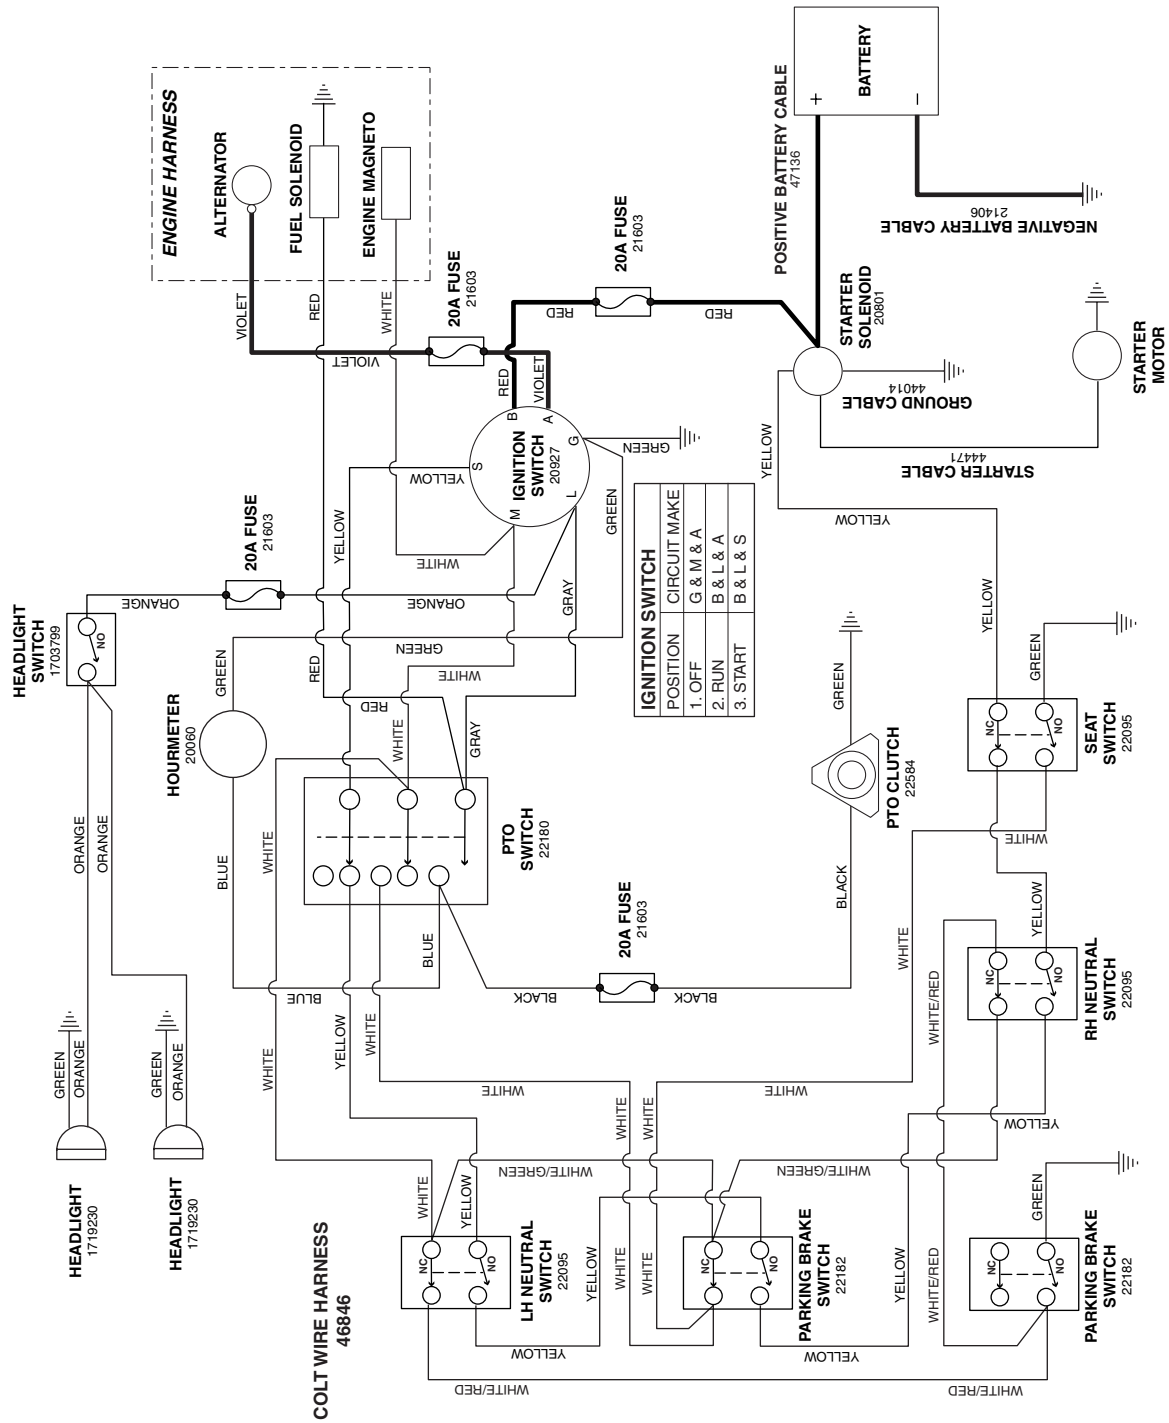 COLT WIRE HARNESS
46846
ENGINE HARNESS
ALTERNATOR
FUEL SOLENOID
ENGINE MAGNETO
VIOLET
RED
WHITE
VIOLET
20A FUSE
21603
20A FUSE
21603
RED
RED
RED
VIOLET
POSITIVE BATTERY CABLE
47136
BATTERY
+
−
NEGATIVE BATTERY CABLE
21406
STARTER
SOLENOID
20801
GROUND CABLE
44014
STARTER
MOTOR
STARTER CABLE
44471
YELLOW
YELLOW
YELLOW
IGNITION
SWITCH
20927
B
A
S
G
M
L
YELLOW
YELLOW
GREEN
GREEN
WHITE
GRAY
IGNITION SWITCH
POSITION
CIRCUIT MAKE
1. OFF
G & M & A
2. RUN
B & L & A
3. START
B & L & S
HEADLIGHT
SWITCH
1703799
NO
20A FUSE
21603
ORANGE
ORANGE
HOURMETER
20060
GREEN
GREEN
RED
RED
WHITE
WHITE
GRAY
PTO
SWITCH
22180
ORANGE
ORANGE
BLUE
WHITE
BLUE
BLUE
BLACK
20A FUSE
21603
BLACK
BLACK
PTO CLUTCH
22584
GREEN
SEAT
SWITCH
22095
NC
NO
GREEN
WHITE
WHITE
YELLOW
RH NEUTRAL
SWITCH
22095
NC
NO
WHITE/RED
YELLOW
GREEN
ORANGE
GREEN
ORANGE
HEADLIGHT
1719230
HEADLIGHT
1719230
WHITE
YELLOW
WHITE
WHITE
WHITE
WHITE
WHITE
WHITE/GREEN
WHITE/GREEN
WHITE
YELLOW
LH NEUTRAL
SWITCH
22095
NC
NO
YELLOW
YELLOW
WHITE
WHITE
PARKING BRAKE
SWITCH
22182
NC
NO
YELLOW
YELLOW
WHITE/RED
PARKING BRAKE
SWITCH
22182
NC
NO
GREEN
WHITE/RED
WHITE/RED